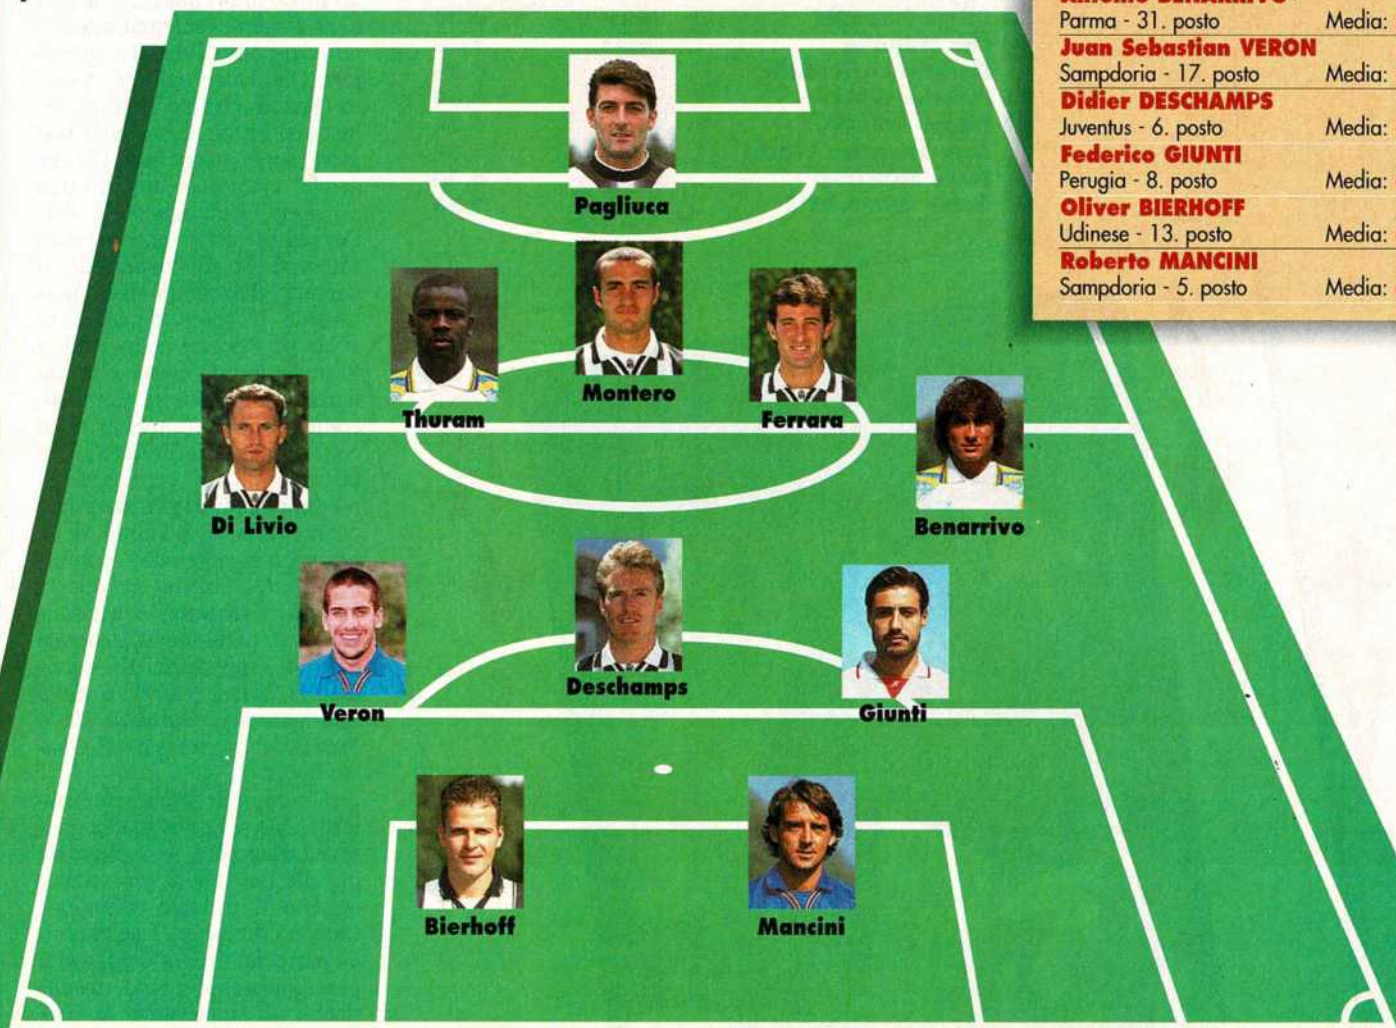 Antonio BENARRIVO
Parma - 31. posto Media:
Juan Sebastian VERON
Sampdoria - 17. posto Media:
Didier DESCHAMPS
Juventus - 6. posto Media:
Federico GIUNTI
Perugia - 8. posto Media:
Oliver BIERHOFF
Udinese - 13. posto Media:
Roberto MANCINI
Sampdoria - 5. posto Media:
Pagliuca
Montero
Thuram
Ferrara
Di Livio
Benarrivo
Deschamps
Veron
Giunti
Bierhoff
Mancini